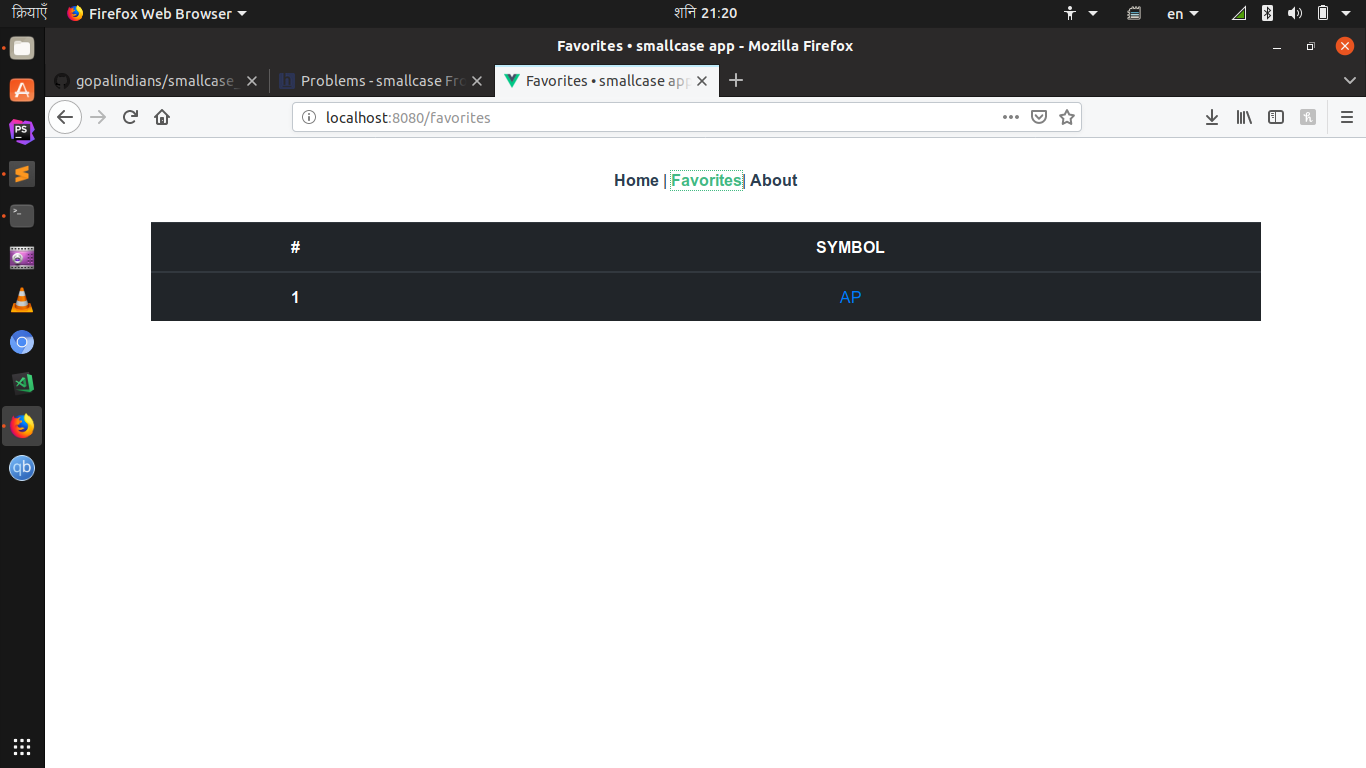 क्रियाएँ Firefox Web Browser शनि 21:20 en
Favorites • smallcase app - Mozilla Firefox
gopalindians/smallcase_ Problems - smallcase Fro Favorites • smallcase app
localhost:8080/favorites
Home | Favorites | About
# SYMBOL
1 AP